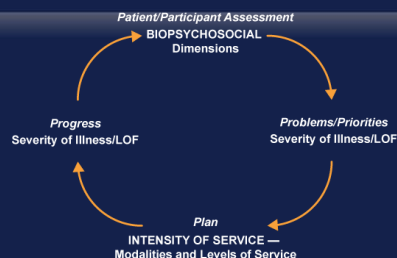 Patient/Participant Assessment
BIOPSYCHOSOCIAL
Dimensions
Problems/Priorities
Severity of Illness/LOF
Plan
INTENSITY OF SERVICE —
Modalities and Levels of Service
Progress
Severity of Illness/LOF